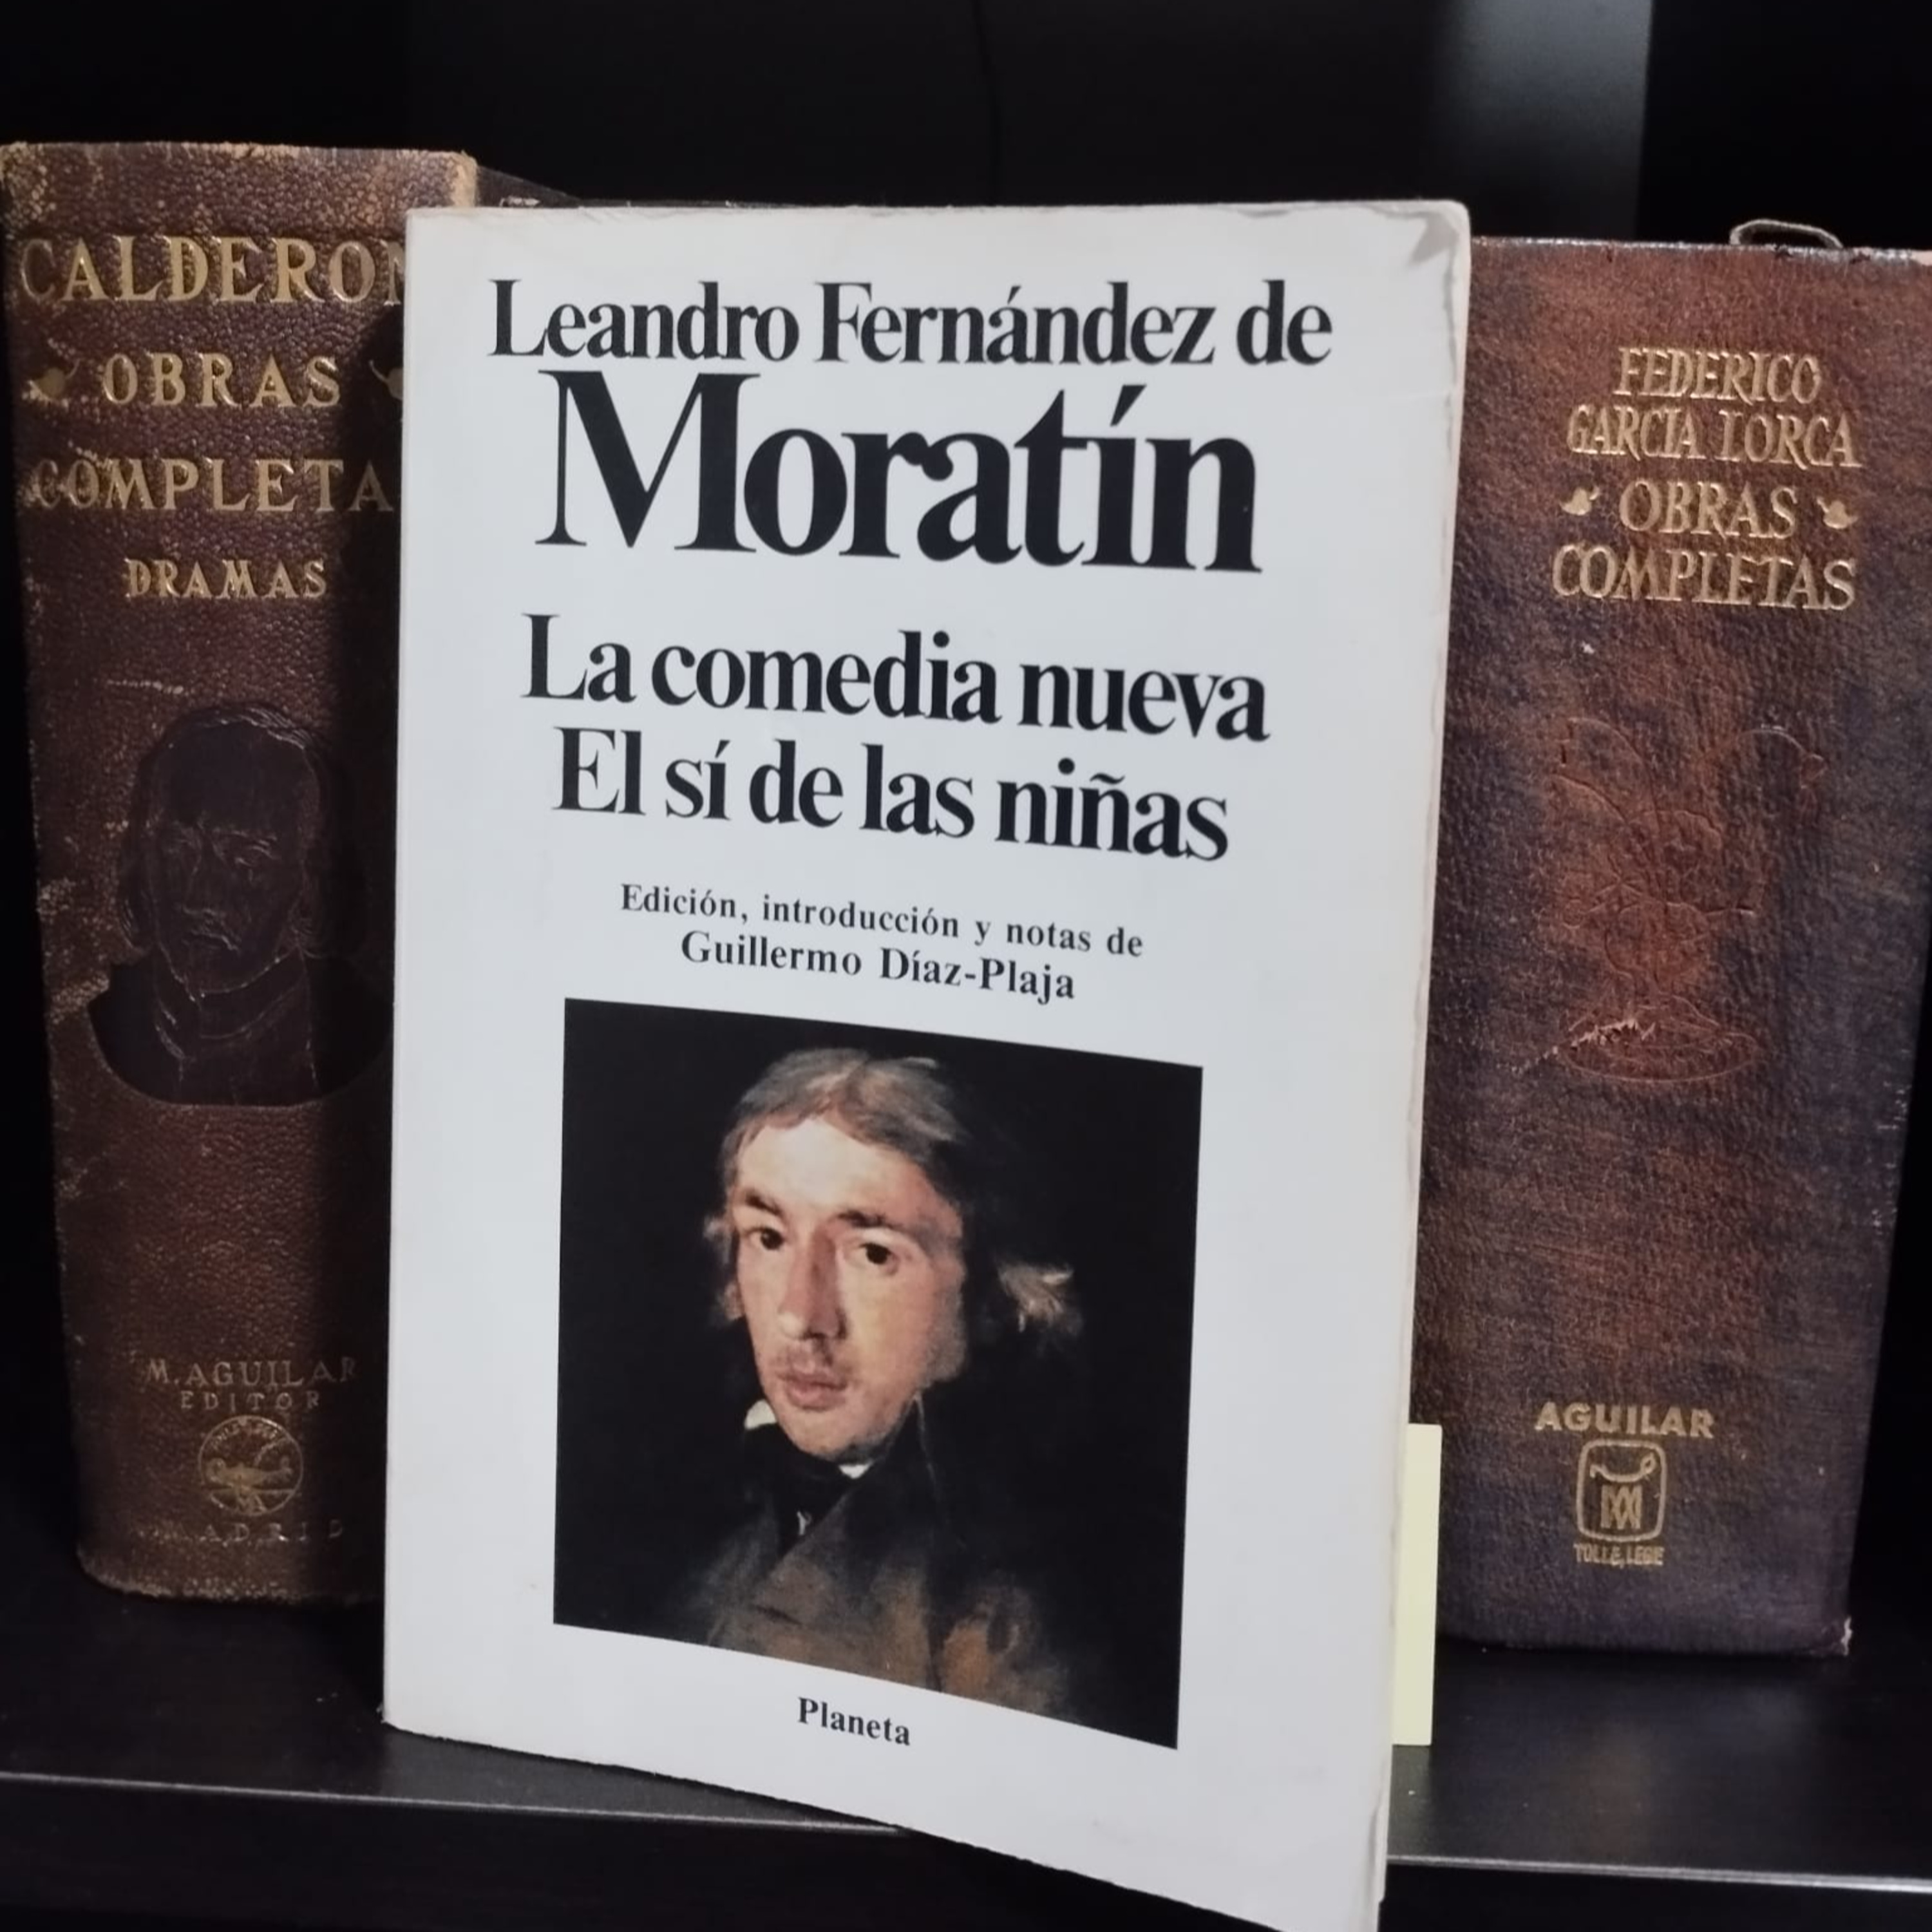 CALDERON
OBRAS
COMPLETA
DRAMAS
M. AGUILAR
EDITOR
MADRID
Leandro Fernández de
Moratín
La comedia nueva
El sí de las niñas
Edición, introducción y notas de
Guillermo Díaz-Plaja
Planeta
FEDERICO
GARCIA LORCA
OBRAS
COMPLETAS
AGUILAR
TOLLE, LEGE